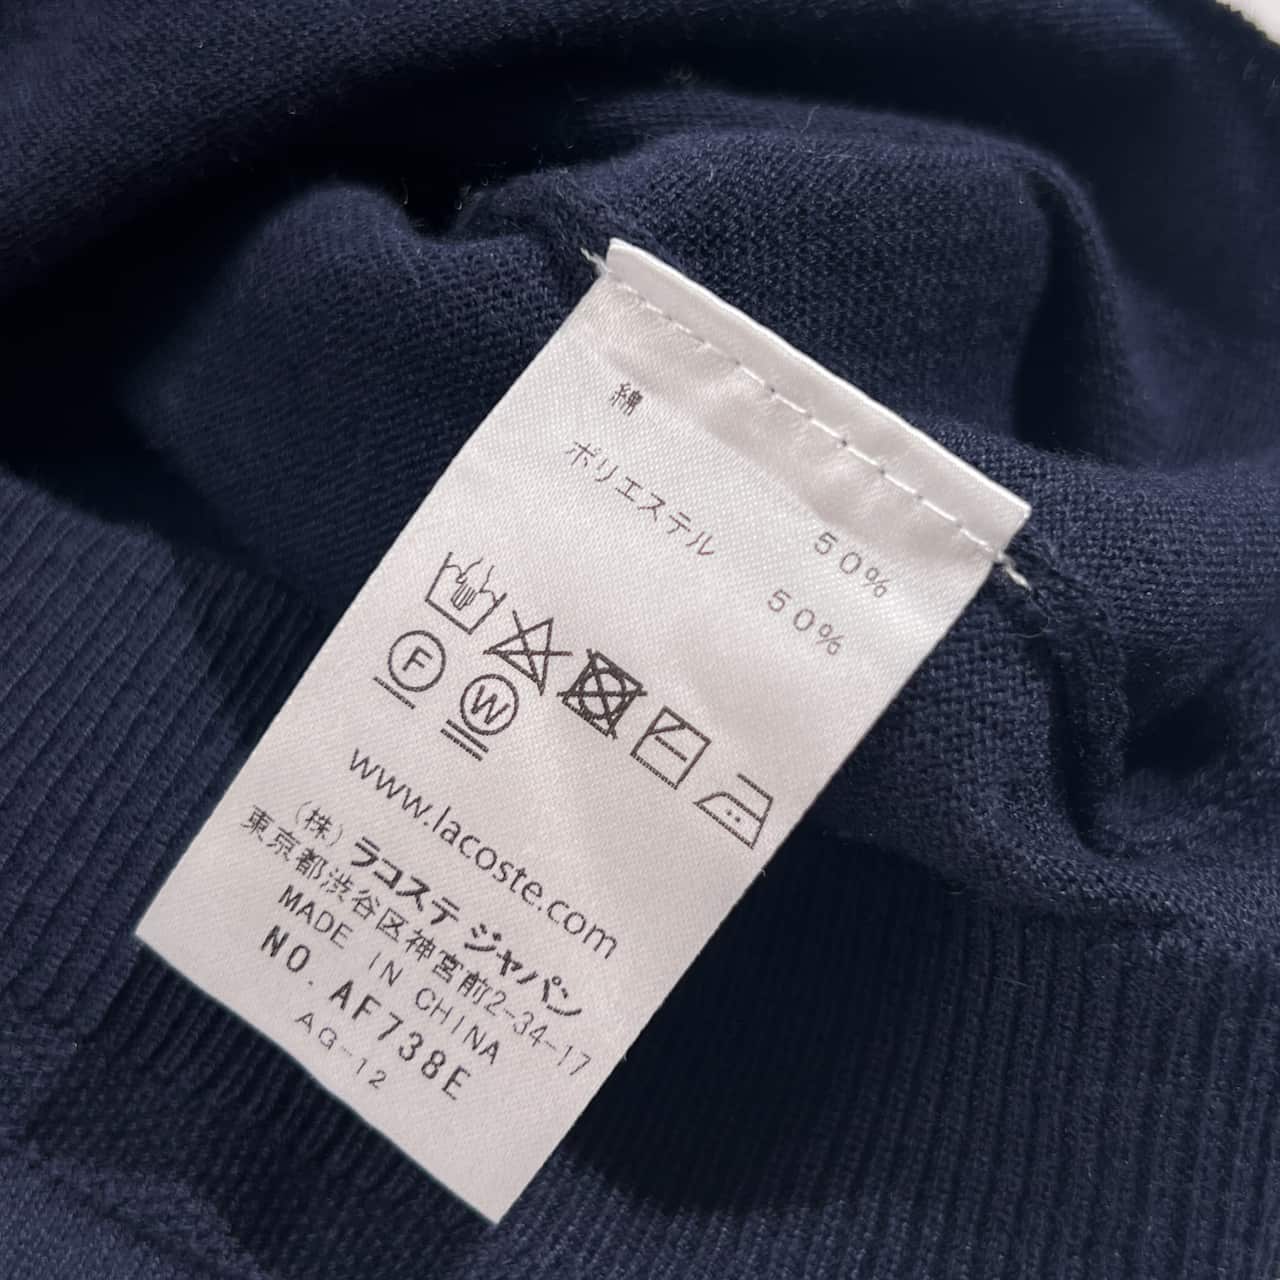 綿 50%
ポリエステル 50%
F W
www.lacoste.com
(株) ラコステ ジャパン
東京都渋谷区神宮前2-34-17
MADE IN CHINA
NO. AF738E
AG-12